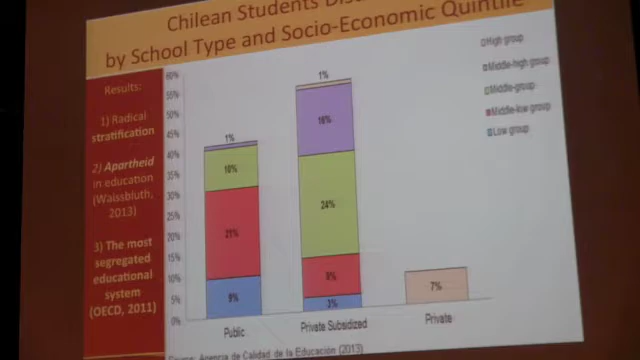 Chilean Students
by School Type and Socio-Economic Quintile
Results:
1) Radical
stratification
2) Apartheid
in education
(Waissbluth,
2013)
3) The most
segregated
educational
system
(OECD, 2011)
60%
55%
50%
45%
40%
35%
30%
25%
20%
15%
10%
5%
0%
1%
10%
21%
9%
1%
18%
24%
3%
7%
Public
Private Subsidized
Private
High group
Middle-high group
Middle-group
Middle-low group
Low group
Agencia de Calidad de la Educación (2013)